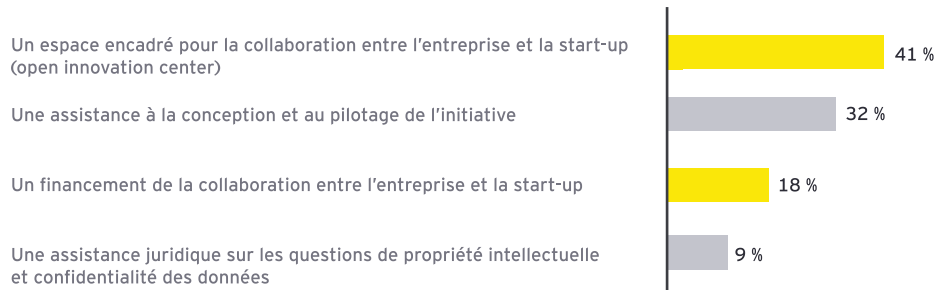 Un espace encadré pour la collaboration entre l'entreprise et la start-up
(open innovation center)
41 %
Une assistance à la conception et au pilotage de l'initiative
32 %
Un financement de la collaboration entre l'entreprise et la start-up
18 %
Une assistance juridique sur les questions de propriété intellectuelle
et confidentialité des données
9 %